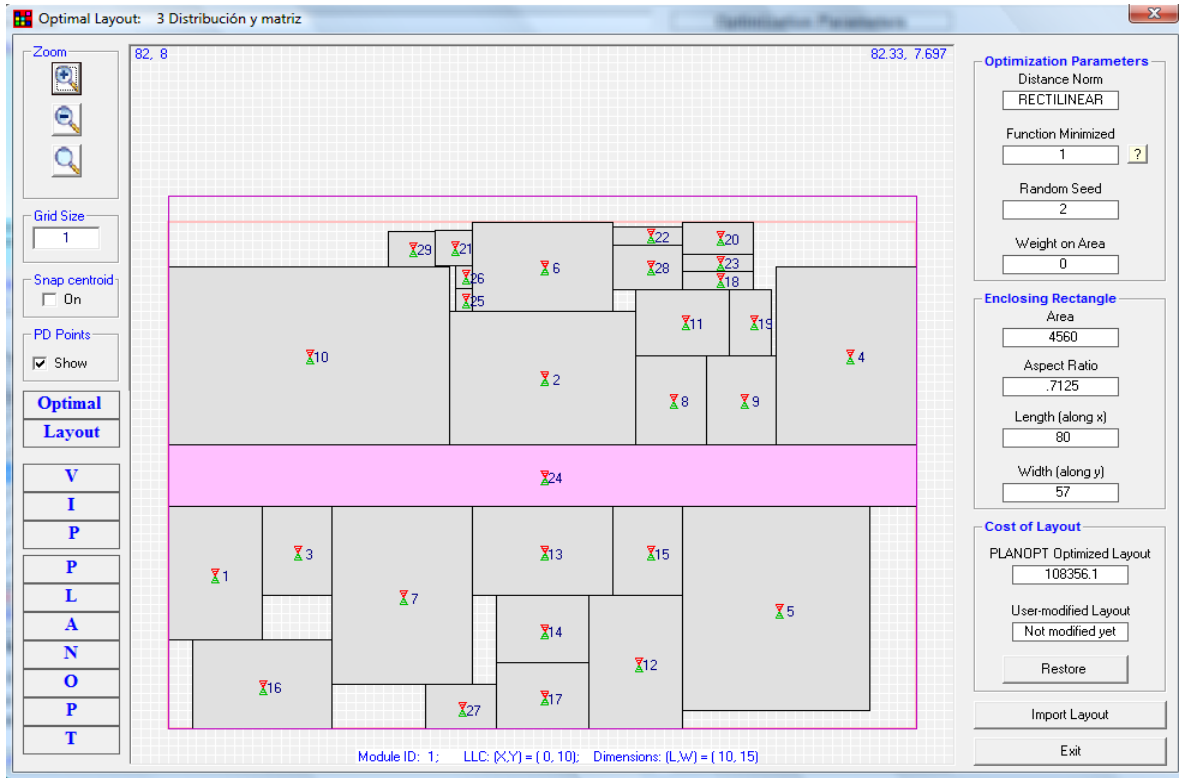 Optimal Layout: 3 Distribución y matriz
Optimization Parameters
Zoom
Grid Size
1
Snap centroid
On
PD Points
Show
Optimal
Layout
V
I
P
P
L
A
N
O
P
T
82, 8
82.33, 7.697
22
20
29
21
6
28
23
26
18
25
11
19
10
4
2
8
9
24
3
13
15
1
7
5
14
12
16
17
27
Module ID: 1; LLC: (X,Y) = ( 0, 10); Dimensions: (L,W) = ( 10, 15)
Optimization Parameters
Distance Norm
RECTILINEAR
Function Minimized
1
?
Random Seed
2
Weight on Area
0
Enclosing Rectangle
Area
4560
Aspect Ratio
.7125
Length (along x)
80
Width (along y)
57
Cost of Layout
PLANOPT Optimized Layout
108356.1
User-modified Layout
Not modified yet
Restore
Import Layout
Exit